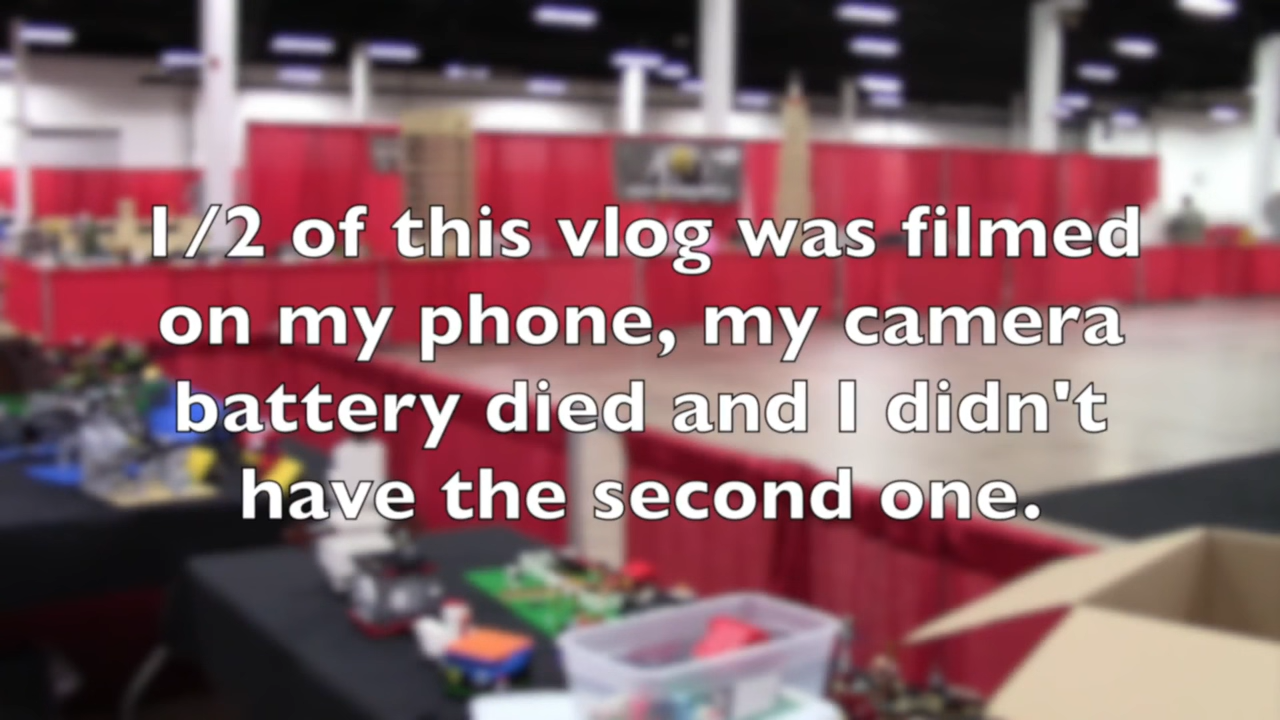 1/2 of this vlog was filmed
on my phone, my camera
battery died and I didn't
have the second one.